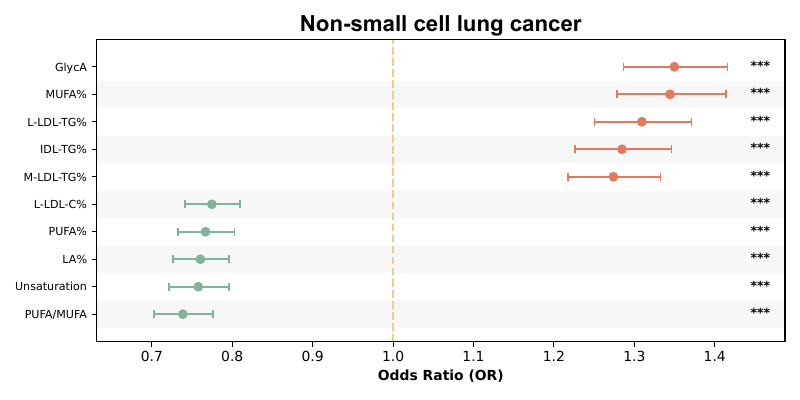 Non-small cell lung cancer
GlycA ***
MUFA% ***
L-LDL-TG% ***
IDL-TG% ***
M-LDL-TG% ***
L-LDL-C% ***
PUFA% ***
LA% ***
Unsaturation ***
PUFA/MUFA ***
0.7 0.8 0.9 1.0 1.1 1.2 1.3 1.4
Odds Ratio (OR)